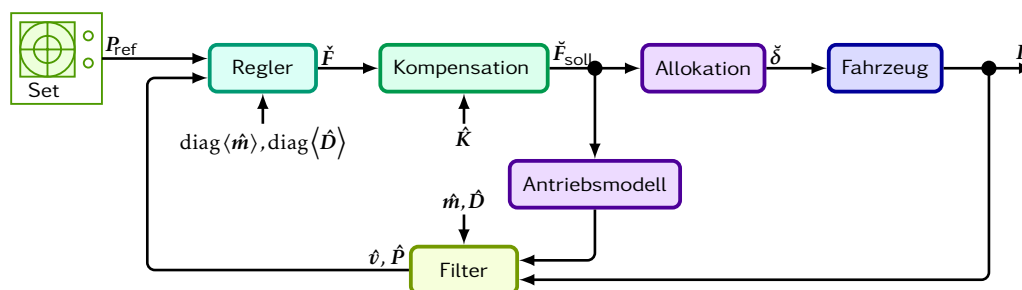 Set
P_ref
Regler
F̌
Kompensation
F̌_soll
Allokation
δ̆
Fahrzeug
diag⟨m̂⟩, diag⟨D̂⟩
K̂
Antriebsmodell
m̂, D̂
v̂, P̂
Filter